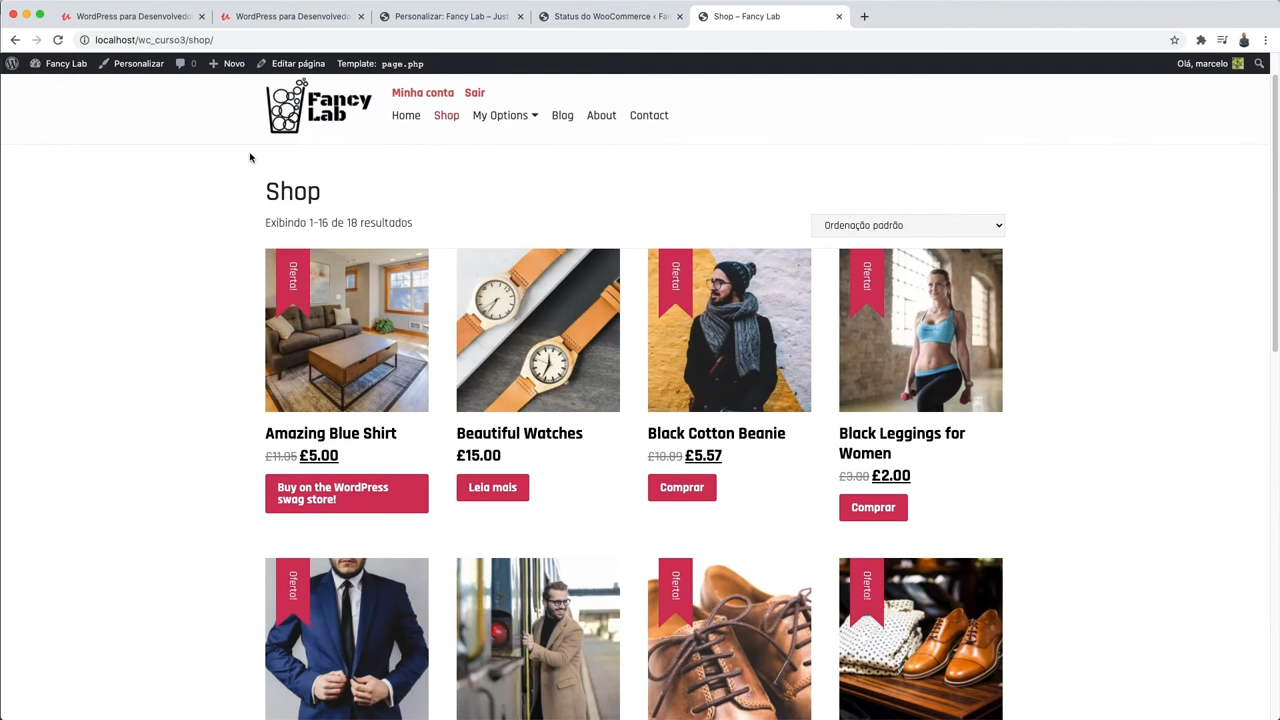 WordPress para Desenvolvedo
WordPress para Desenvolvedo
Personalizar: Fancy Lab – Just
Status do WooCommerce ‹ Fan
Shop – Fancy Lab
localhost/wc_curso3/shop/
Fancy Lab
Personalizar
0
Novo
Editar página
Template: page.php
Olá, marcelo
Fancy
Lab
Minha conta
Sair
Home
Shop
My Options
Blog
About
Contact
Shop
Exibindo 1–16 de 18 resultados
Ordenação padrão
Oferta!
Oferta!
Oferta!
Amazing Blue Shirt
£11.05 £5.00
Buy on the WordPress
swag store!
Beautiful Watches
£15.00
Leia mais
Black Cotton Beanie
£10.09 £5.57
Comprar
Black Leggings for
Women
£3.00 £2.00
Comprar
Oferta!
Oferta!
Oferta!